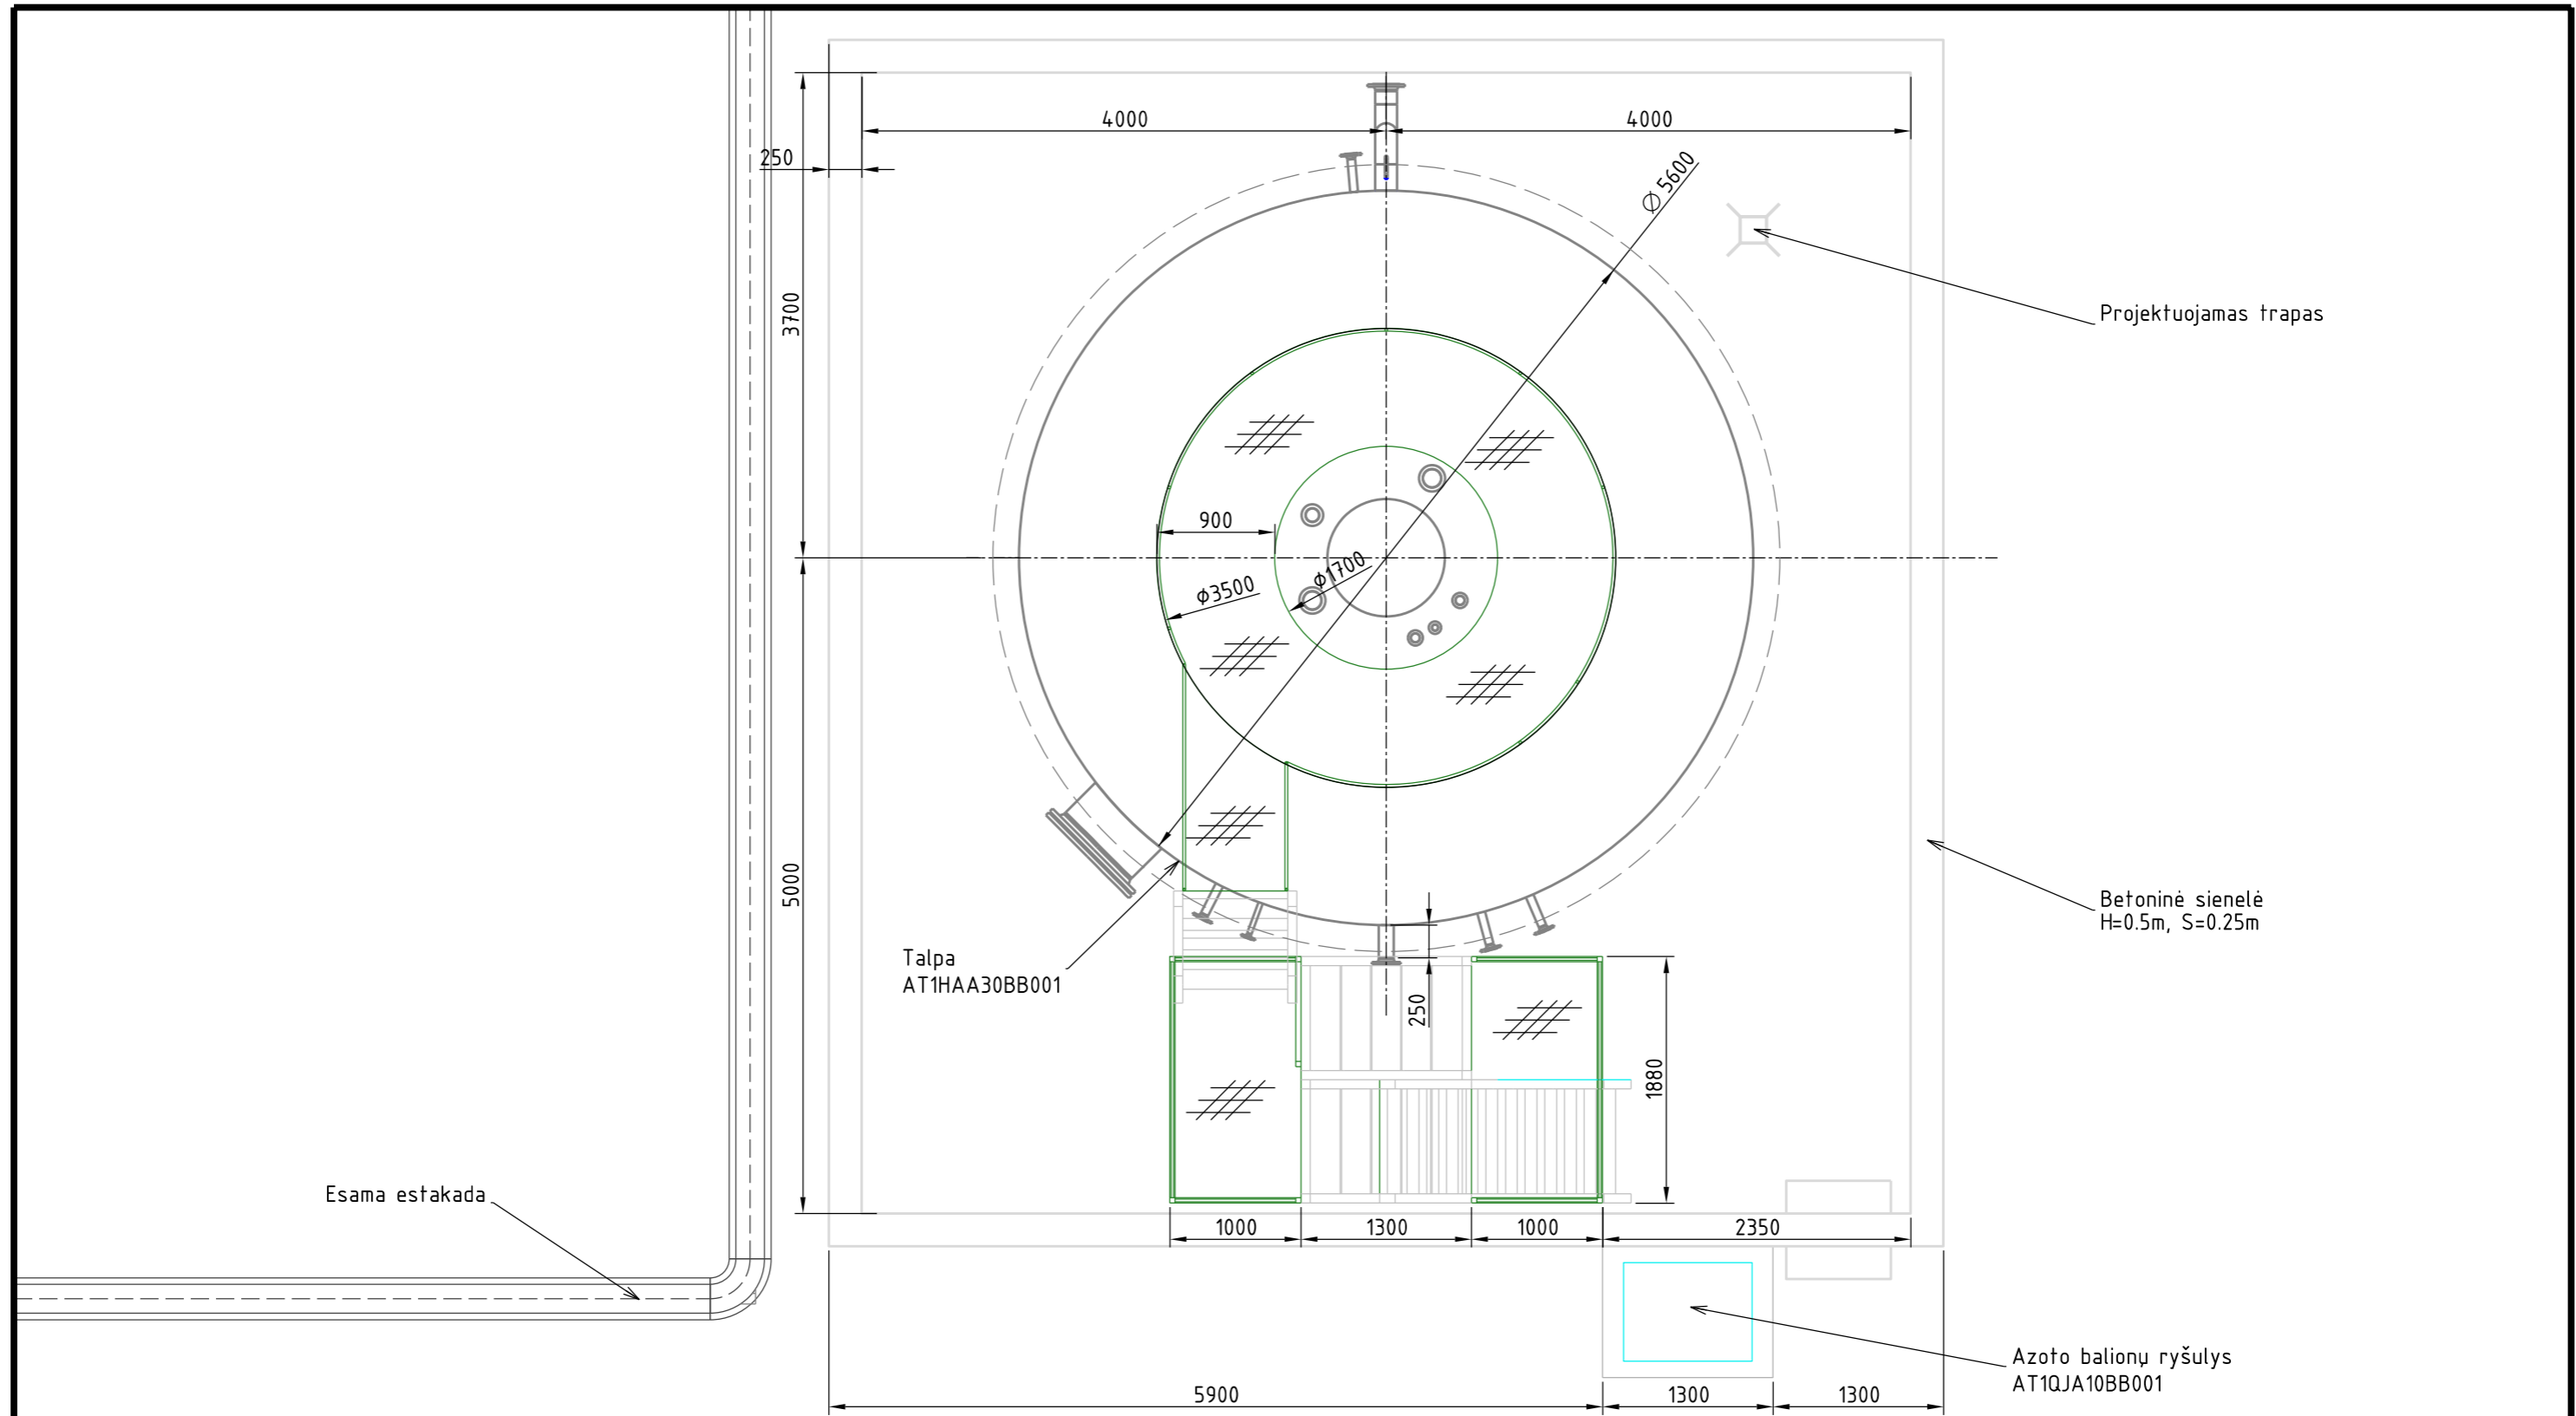 4000
4000
250
Ø 5600
3700
Projektuojamas trapas
900
ϕ1700
ϕ3500
5000
Betoninė sienelė
H=0.5m, S=0.25m
Talpa
AT1HAA30BB001
250
1880
Esama estakada
1000
1300
1000
2350
Azoto balionų ryšulys
AT1QJA10BB001
5900
1300
1300